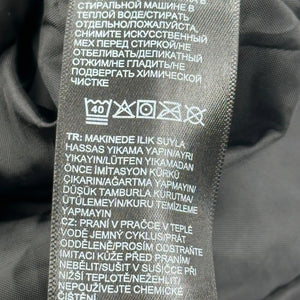 СТИРАЛЬНОЙ МАШИНЕ В
ТЕПЛОЙ ВОДЕ/СТИРАТЬ
ОТДЕЛЬНО/ПОЖАЛУЙСТА,
СНИМИТЕ ИСКУССТВЕННЫЙ
МЕХ ПЕРЕД СТИРКОЙ/НЕ
ОТБЕЛИВАТЬ/ДЕЛИКАТНЫЙ
ОТЖИМ/НЕ ГЛАДИТЬ/НЕ
ПОДВЕРГАТЬ ХИМИЧЕСКОЙ
ЧИСТКЕ
40
TR: MAKINEDE ILIK SUYLA
HASSAS YIKAMA YAPIN/AYRI
YIKAYIN/LÜTFEN YIKAMADAN
ÖNCE İMİTASYON KÜRKÜ
ÇIKARIN/AĞARTMA YAPMAYIN
DÜŞÜK TAMBURLA KURUTMA/
ÜTÜLEMEYİN/KURU TEMİZLEME
YAPMAYIN
CZ: PRANÍ V PRAČCE V TEPLÉ
VODĚ JEMNÝ CYKLUS/PRÁT
ODDĚLENĚ/PROSÍM ODSTRAŇTE
IMITACI KŮŽE PŘED PRANÍM/
NEBĚLIT/SUŠIT V SUŠIČCE PŘI
NIŽŠÍ TEPLOTĚ/NEŽEHLIT/
NEPOUŽÍVEJTE CHEMICKÉ
ČIŠTĚNÍ